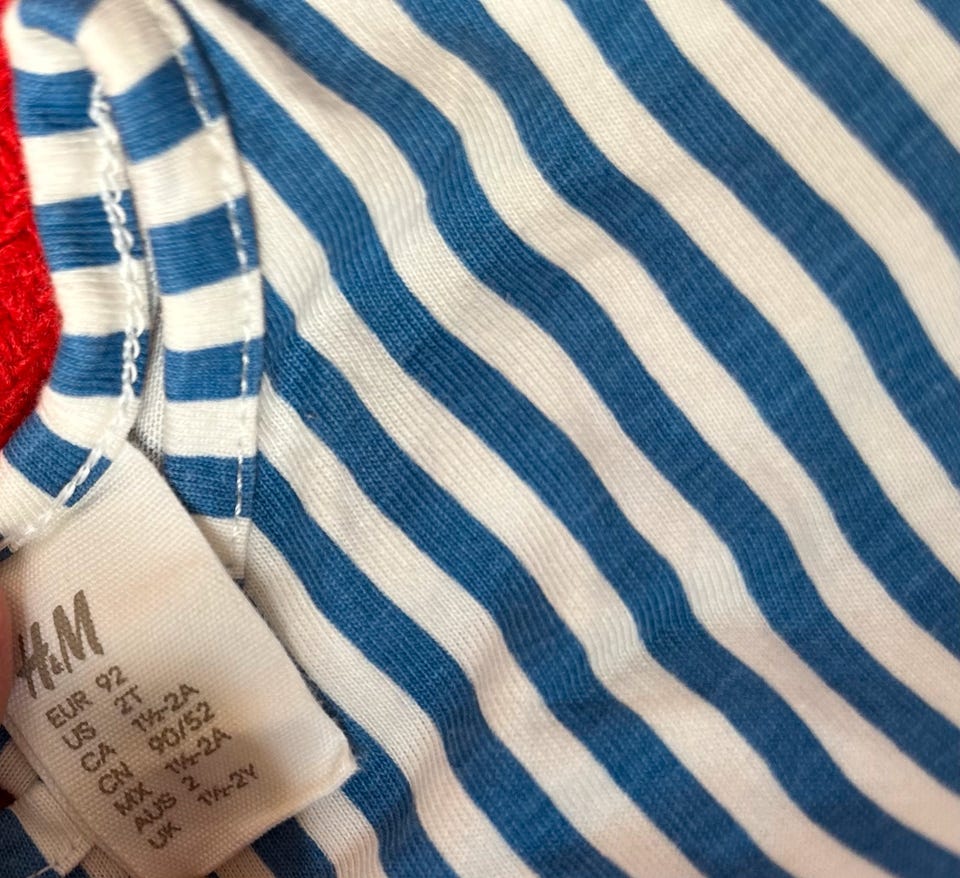 H&M
EUR 92
US 2T
CA 1½-2A
CN 90/52
MX 1½-2A
AUS 2
UK 1½-2Y